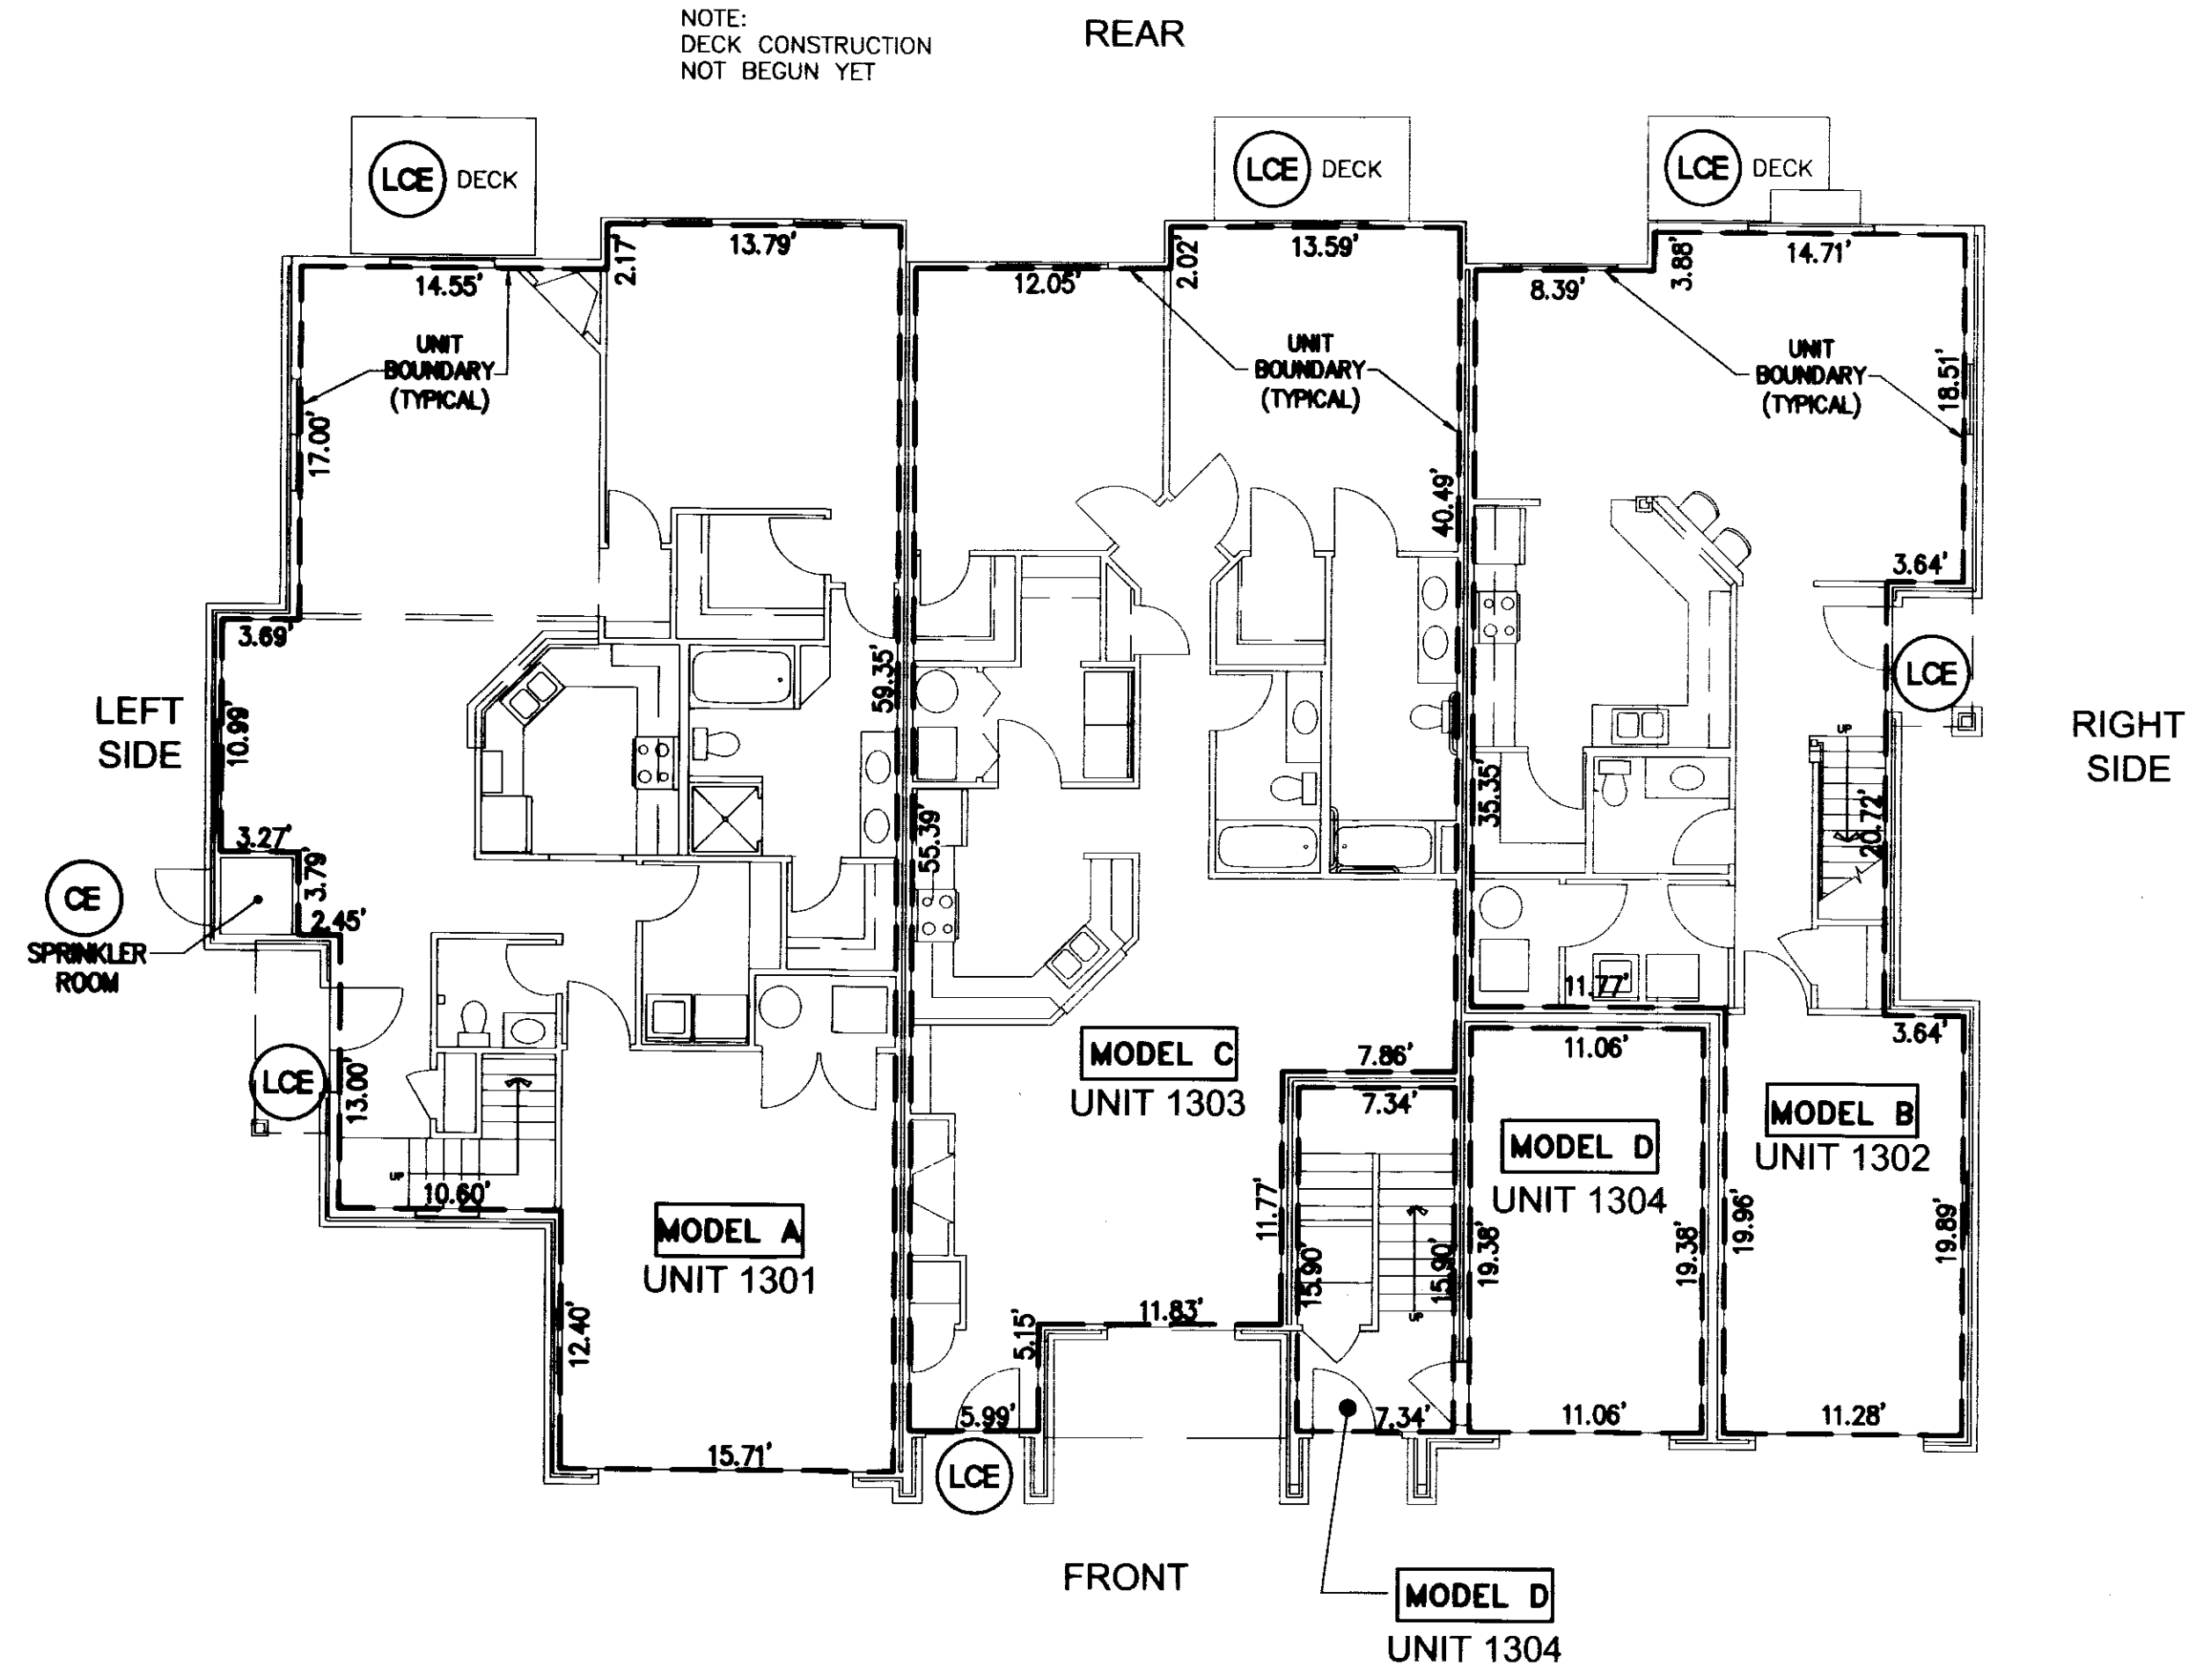 NOTE:
DECK CONSTRUCTION
NOT BEGUN YET
REAR
LCE DECK
LCE DECK
LCE DECK
14.55'
2.17'
13.79'
12.05'
2.02'
13.59'
8.39'
3.88'
14.71'
UNIT
BOUNDARY
(TYPICAL)
UNIT
BOUNDARY
(TYPICAL)
UNIT
BOUNDARY
(TYPICAL)
17.00'
18.51'
40.49'
3.64'
3.69'
59.35'
LCE
LEFT
SIDE
10.99'
RIGHT
SIDE
UP
35.35'
20.72'
3.27'
3.79'
55.39'
CE
2.45'
SPRINKLER
ROOM
11.77'
3.64'
LCE
13.00'
MODEL C
UNIT 1303
7.86'
7.34'
11.06'
MODEL D
UNIT 1304
MODEL B
UNIT 1302
UP
10.60'
MODEL A
UNIT 1301
11.77'
15.90'
15.90'
UP
19.38'
19.38'
19.96'
19.89'
12.40'
5.15'
11.83'
5.99'
7.34'
11.06'
11.28'
15.71'
LCE
FRONT
MODEL D
UNIT 1304